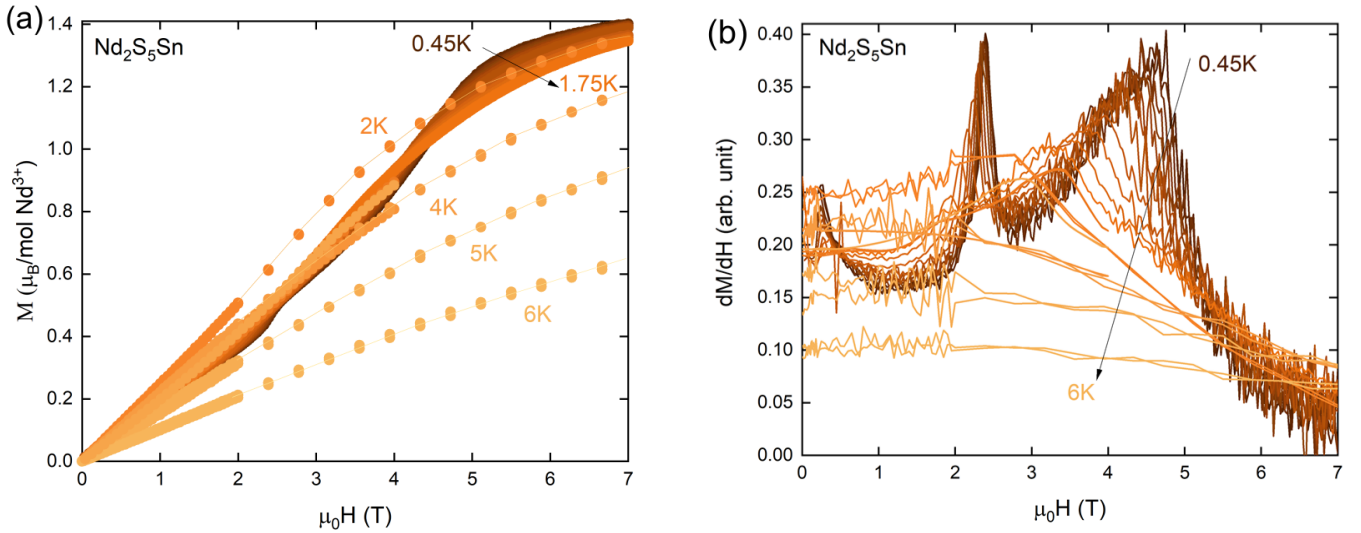 (a)
Nd₂S₅Sn
0.45K
1.75K
2K
4K
5K
6K
1.4
1.2
1.0
0.8
0.6
0.4
0.2
0.0
M (μ_B/mol Nd³⁺)
0 1 2 3 4 5 6 7
μ₀H (T)
(b)
Nd₂S₅Sn
0.45K
6K
0.40
0.35
0.30
0.25
0.20
0.15
0.10
0.05
0.00
dM/dH (arb. unit)
0 1 2 3 4 5 6 7
μ₀H (T)